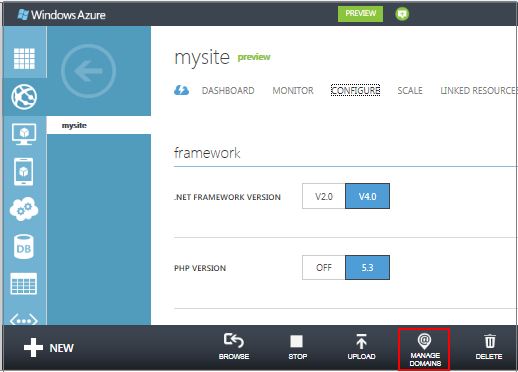 Windows Azure
PREVIEW
mysite preview
DASHBOARD MONITOR CONFIGURE SCALE LINKED RESOURCES
mysite
framework
.NET FRAMEWORK VERSION V2.0 V4.0
DB
PHP VERSION OFF 5.3
NEW
BROWSE STOP UPLOAD MANAGE DOMAINS DELETE